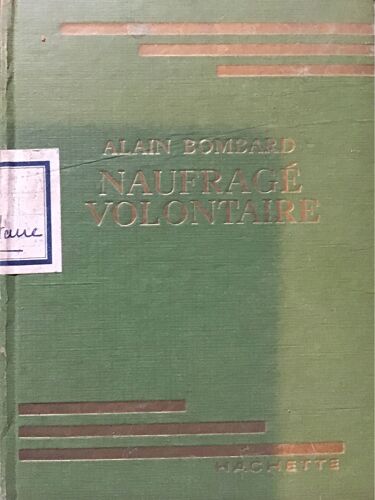 ALAIN BOMBARD
NAUFRAGÉ
VOLONTAIRE
HACHETTE